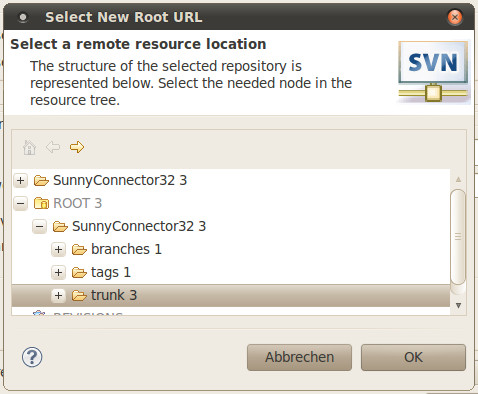 Select New Root URL
Select a remote resource location
The structure of the selected repository is
represented below. Select the needed node in the
resource tree.
SVN
SunnyConnector32 3
ROOT 3
SunnyConnector32 3
branches 1
tags 1
trunk 3
REVISIONS
Abbrechen
OK